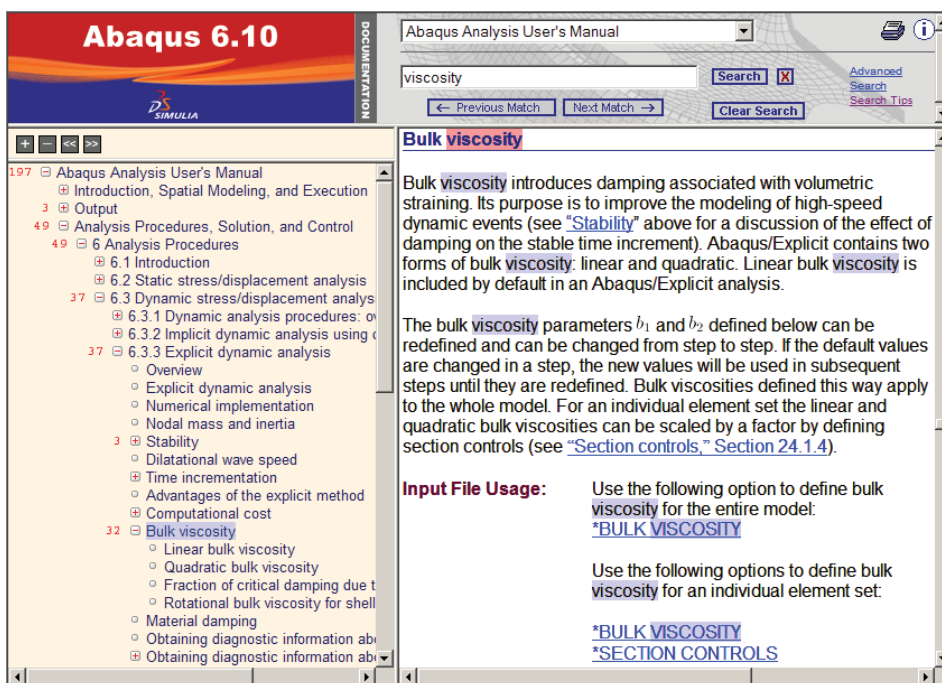 Abaqus 6.10
DOCUMENTATION
SIMULIA
Abaqus Analysis User's Manual
viscosity
Search X
← Previous Match Next Match →
Clear Search
Advanced
Search
Search Tips
+ − << >>
197 Abaqus Analysis User's Manual
Introduction, Spatial Modeling, and Execution
3 Output
49 Analysis Procedures, Solution, and Control
49 6 Analysis Procedures
6.1 Introduction
6.2 Static stress/displacement analysis
37 6.3 Dynamic stress/displacement analys
6.3.1 Dynamic analysis procedures: ov
6.3.2 Implicit dynamic analysis using d
37 6.3.3 Explicit dynamic analysis
Overview
Explicit dynamic analysis
Numerical implementation
Nodal mass and inertia
3 Stability
Dilatational wave speed
Time incrementation
Advantages of the explicit method
Computational cost
32 Bulk viscosity
Linear bulk viscosity
Quadratic bulk viscosity
Fraction of critical damping due t
Rotational bulk viscosity for shell
Material damping
Obtaining diagnostic information abo
Obtaining diagnostic information abo
Bulk viscosity
Bulk viscosity introduces damping associated with volumetric
straining. Its purpose is to improve the modeling of high-speed
dynamic events (see “Stability” above for a discussion of the effect of
damping on the stable time increment). Abaqus/Explicit contains two
forms of bulk viscosity: linear and quadratic. Linear bulk viscosity is
included by default in an Abaqus/Explicit analysis.
The bulk viscosity parameters b1 and b2 defined below can be
redefined and can be changed from step to step. If the default values
are changed in a step, the new values will be used in subsequent
steps until they are redefined. Bulk viscosities defined this way apply
to the whole model. For an individual element set the linear and
quadratic bulk viscosities can be scaled by a factor by defining
section controls (see “Section controls,” Section 24.1.4).
Input File Usage: Use the following option to define bulk
viscosity for the entire model:
*BULK VISCOSITY
Use the following options to define bulk
viscosity for an individual element set:
*BULK VISCOSITY
*SECTION CONTROLS